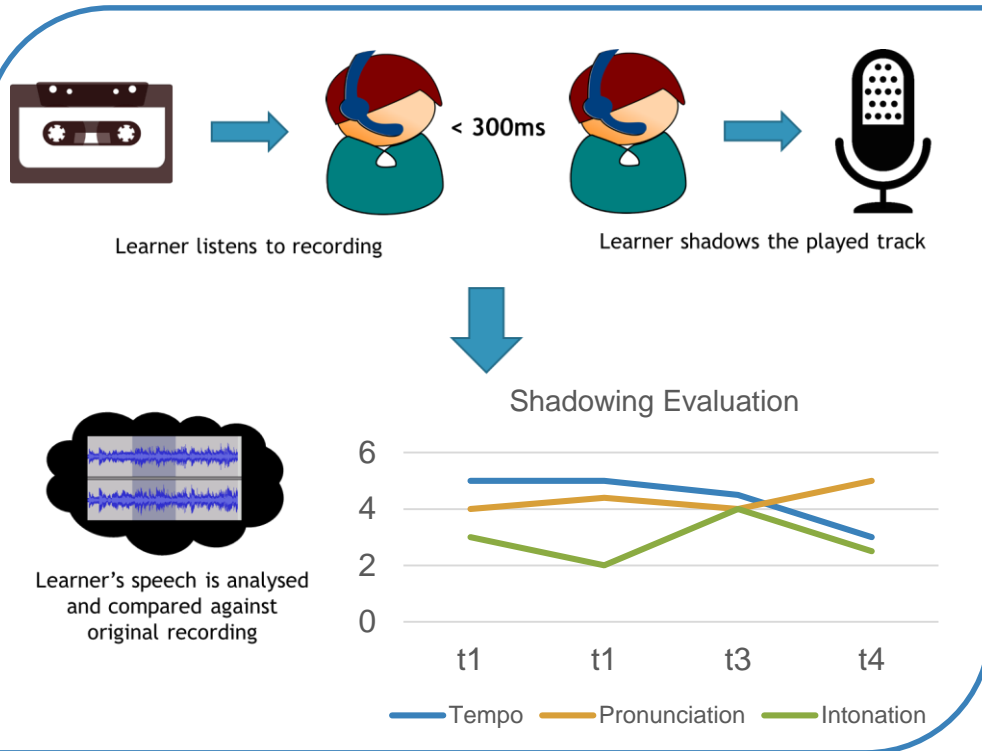 < 300ms
Learner listens to recording
Learner shadows the played track
Shadowing Evaluation
6
4
2
0
t1 t1 t3 t4
Tempo Pronunciation Intonation
Learner’s speech is analysed
and compared against
original recording